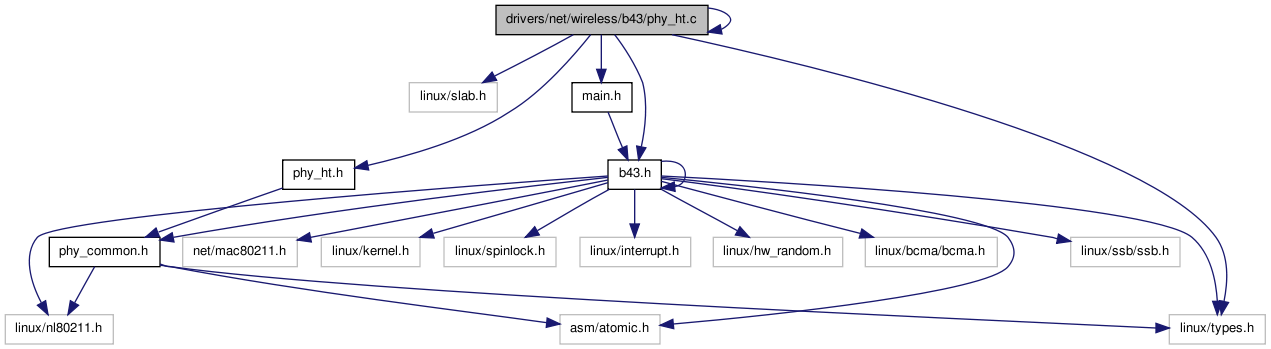 drivers/net/wireless/b43/phy_ht.c
linux/slab.h
main.h
phy_ht.h
b43.h
phy_common.h
net/mac80211.h
linux/kernel.h
linux/spinlock.h
linux/interrupt.h
linux/hw_random.h
linux/bcma/bcma.h
linux/ssb/ssb.h
linux/nl80211.h
asm/atomic.h
linux/types.h